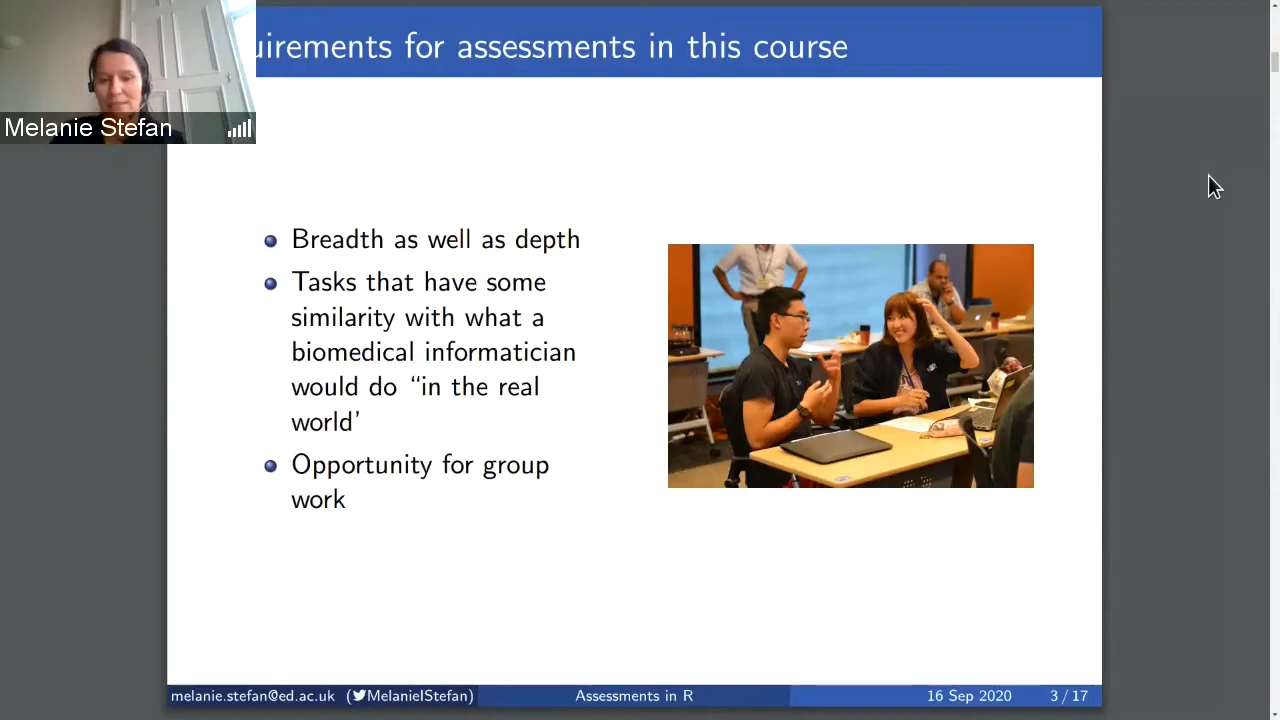 uirements for assessments in this course
Melanie Stefan
Breadth as well as depth
Tasks that have some
similarity with what a
biomedical informatician
would do “in the real
world’
Opportunity for group
work
melanie.stefan@ed.ac.uk (MelanieIStefan)
Assessments in R
16 Sep 2020
3 / 17